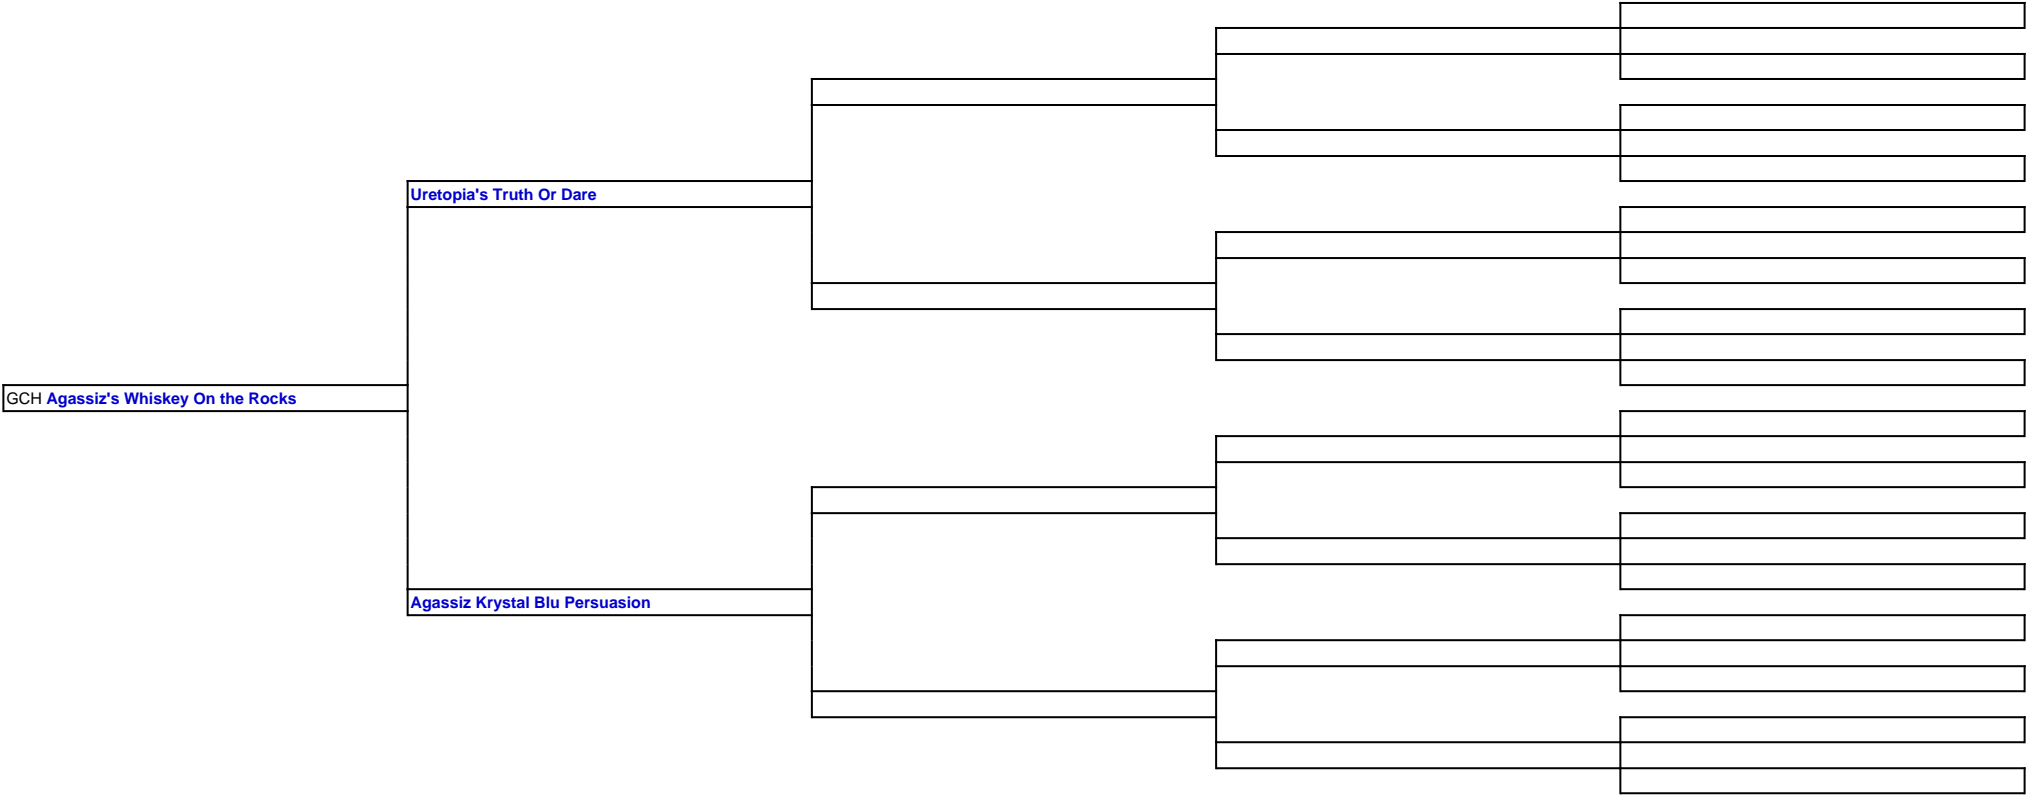 Uretopia's Truth Or Dare
GCH Agassiz's Whiskey On the Rocks
Agassiz Krystal Blu Persuasion